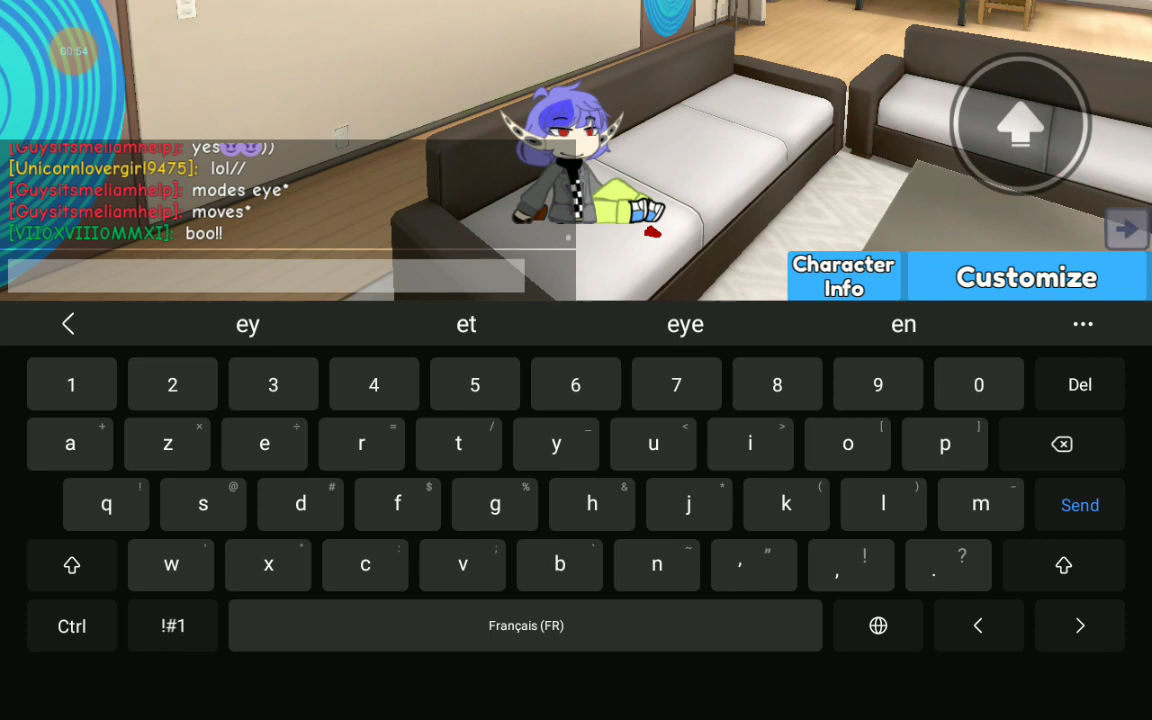 00:54
[Guysitsmeliamhelp]: yes😈😈))
[Unicornlovergirl9475]: lol//
[Guysitsmeliamhelp]: modes eye*
[Guysitsmeliamhelp]: moves*
[VII0XVIII0MMXI]: boo!!
Character
Info
Customize
ey et eye en ...
1 2 3 4 5 6 7 8 9 0 Del
a + z × e ÷ r = t / y _ u < i > o [ p ]
q ! s @ d # f $ g % h & j * k ( l ) m - Send
w ' x " c : v ; b ` n ~ ' " , ! . ?
Ctrl !#1 Français (FR) < >